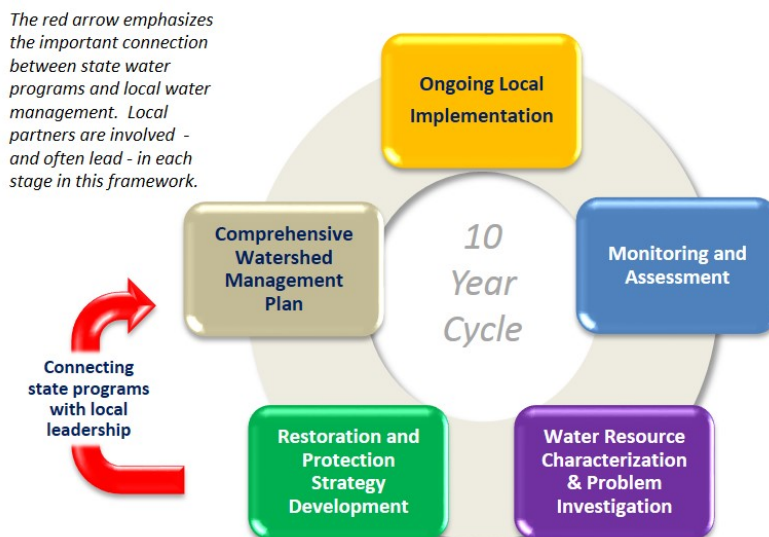 The red arrow emphasizes
the important connection
between state water
programs and local water
management.  Local
partners are involved  -
and often lead - in each
stage in this framework.
Ongoing Local
Implementation
Comprehensive
Watershed
Management
Plan
10
Year
Cycle
Monitoring and
Assessment
Connecting
state programs
with local
leadership
Restoration and
Protection
Strategy
Development
Water Resource
Characterization
& Problem
Investigation